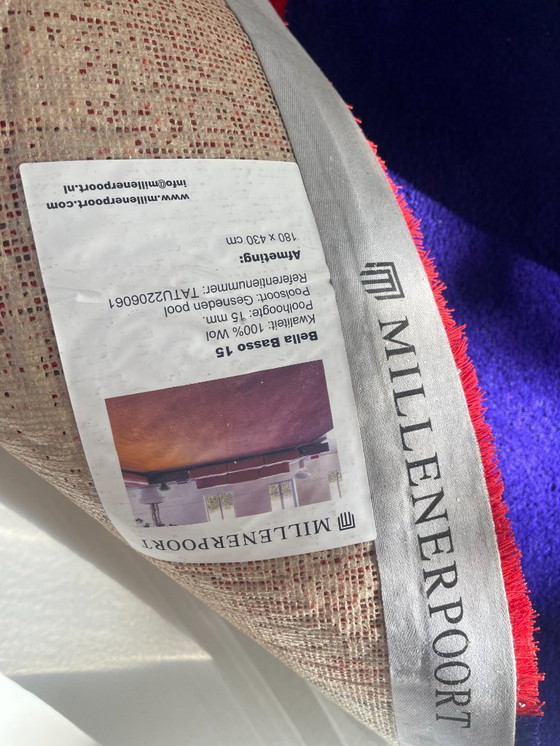 MILLENERPOORT
Bella Basso 15
Kwaliteit: 100% Wol
Poolhoogte: 15 mm.
Poolsoort: Gesneden pool
Referentienummer: TATU2206061
Afmeting:
180 x 430 cm
www.millenerpoort.com
info@millenerpoort.nl
MILLENERPOORT